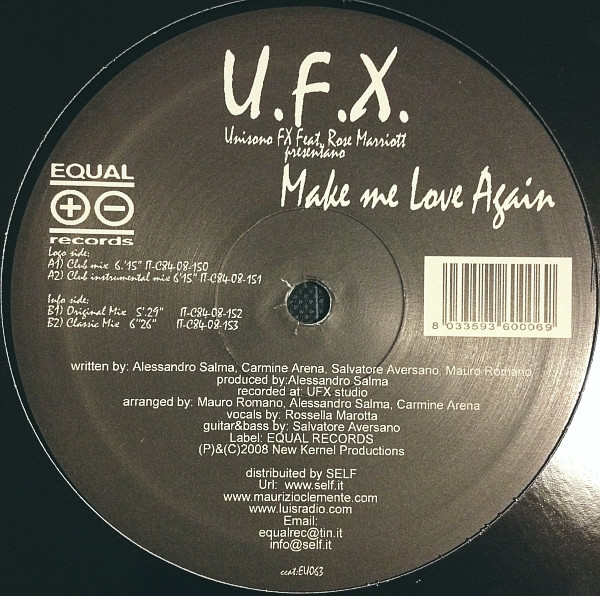 U.F.X.
Unisono FX Feat. Rose Marriott
presentano
Make me Love Again
EQUAL
records
Logo side:
A1) Club mix 6.'15" IT-C84-08-150
A2) Club instrumental mix 6'15" IT-C84-08-151
Info side:
B1) Original Mix 5'.29" IT-C84-08-152
B2) Classic Mix 6"26" IT-C84-08-153
8 033593 600069
written by: Alessandro Salma, Carmine Arena, Salvatore Aversano, Mauro Romano
produced by:Alessandro Salma
recorded at: UFX studio
arranged by: Mauro Romano, Alessandro Salma, Carmine Arena
vocals by: Rossella Marotta
guitar&bass by: Salvatore Aversano
Label: EQUAL RECORDS
(P)&(C)2008 New Kernel Productions
distribuited by SELF
Url: www.self.it
www.maurizioclemente.com
www.luisradio.com
Email:
equalrec@tin.it
info@self.it
ccat:EU063